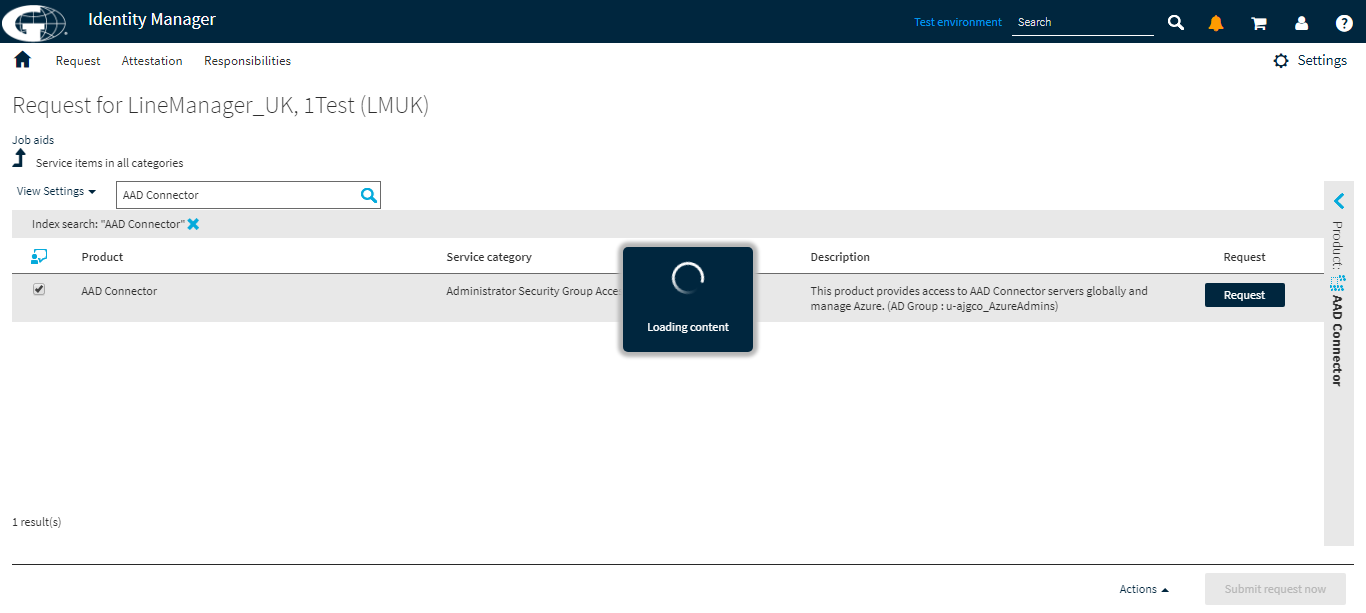 Identity Manager
Test environment
Search
Request
Attestation
Responsibilities
Settings
Request for LineManager_UK, 1Test (LMUK)
Job aids
Service items in all categories
View Settings
AAD Connector
Index search: "AAD Connector"
Product
Service category
Description
Request
AAD Connector
Administrator Security Group Acce
This product provides access to AAD Connector servers globally and
manage Azure. (AD Group : u-ajgco_AzureAdmins)
Request
Loading content
Product: AAD Connector
1 result(s)
Actions
Submit request now